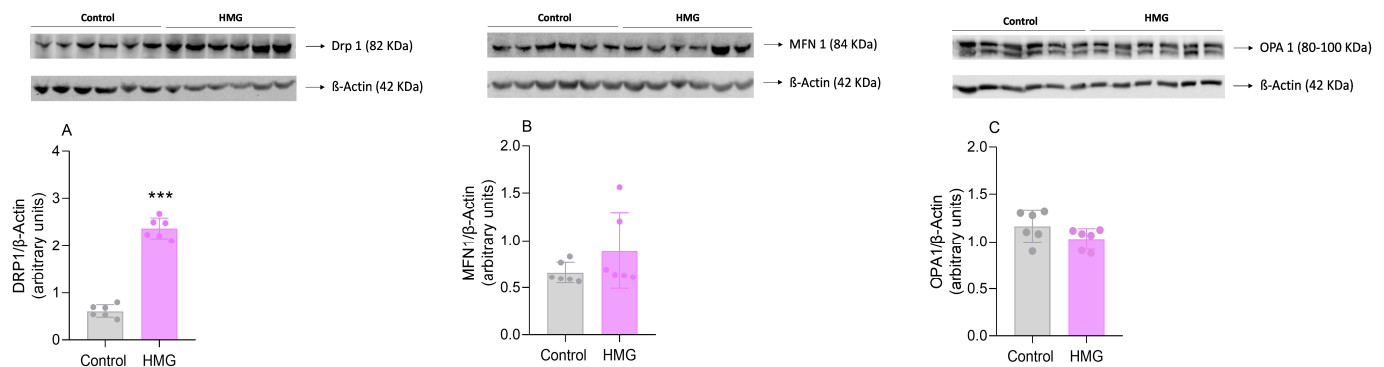 Control HMG
Drp 1 (82 KDa)
ß-Actin (42 KDa)
A
4
3
2
1
0
DRP1/β-Actin
(arbitrary units)
***
Control HMG
Control HMG
MFN 1 (84 KDa)
ß-Actin (42 KDa)
B
2.0
1.5
1.0
0.5
0.0
MFN1/β-Actin
(arbitrary units)
Control HMG
Control HMG
OPA 1 (80-100 KDa)
ß-Actin (42 KDa)
C
2.0
1.5
1.0
0.5
0.0
OPA1/β-Actin
(arbitrary units)
Control HMG